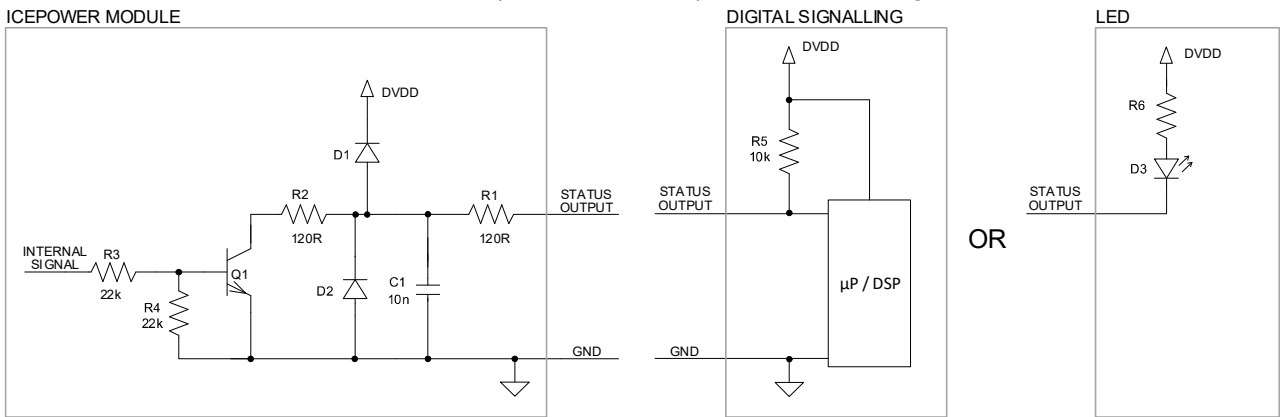 ICEPOWER MODULE
DVDD
D1
R2
120R
R1
120R
STATUS
OUTPUT
INTERNAL
SIGNAL
R3
22k
R4
22k
Q1
D2
C1
10n
GND
DIGITAL SIGNALLING
DVDD
R5
10k
STATUS
OUTPUT
µP / DSP
GND
OR
LED
DVDD
R6
D3
STATUS
OUTPUT